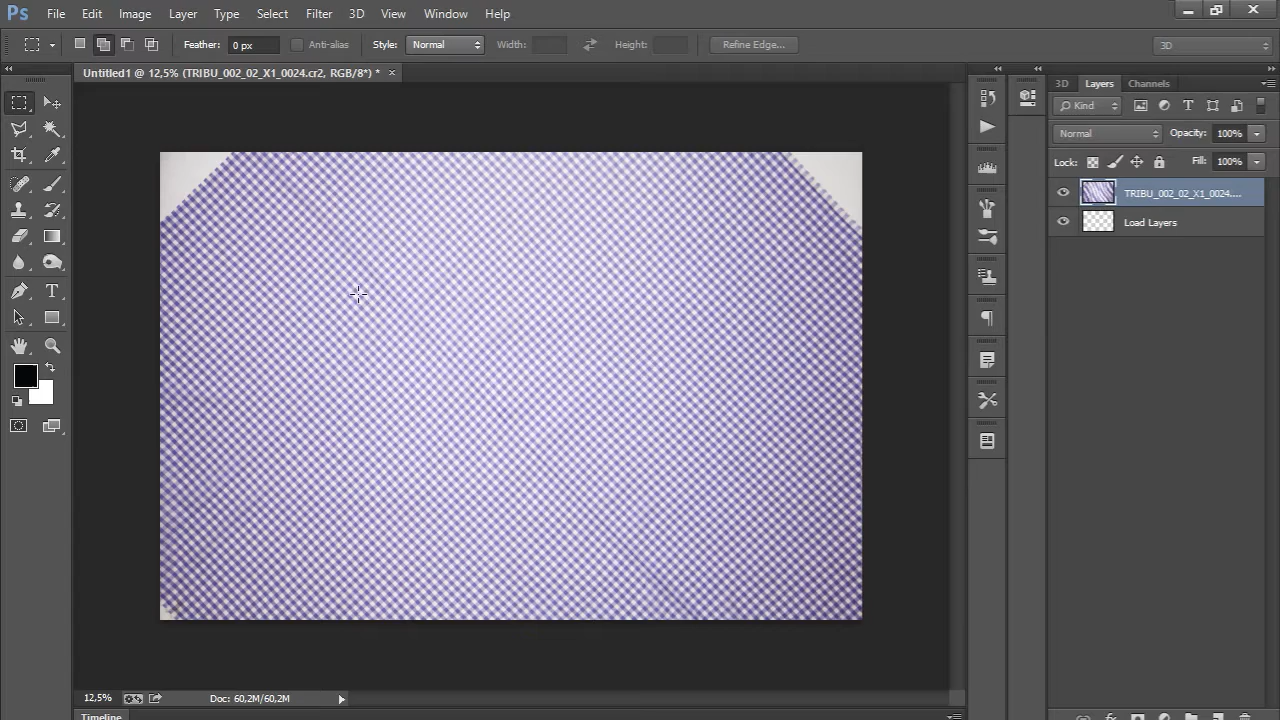 Ps File Edit Image Layer Type Select Filter 3D View Window Help
Feather: 0 px Anti-alias Style: Normal Width: Height: Refine Edge... 3D
Untitled1 @ 12,5% (TRIBU_002_02_X1_0024.cr2, RGB/8*) * ×
3D Layers Channels
Kind
Normal Opacity: 100%
Lock: Fill: 100%
TRIBU_002_02_X1_0024....
Load Layers
12,5% Doc: 60,2M/60,2M
Timeline